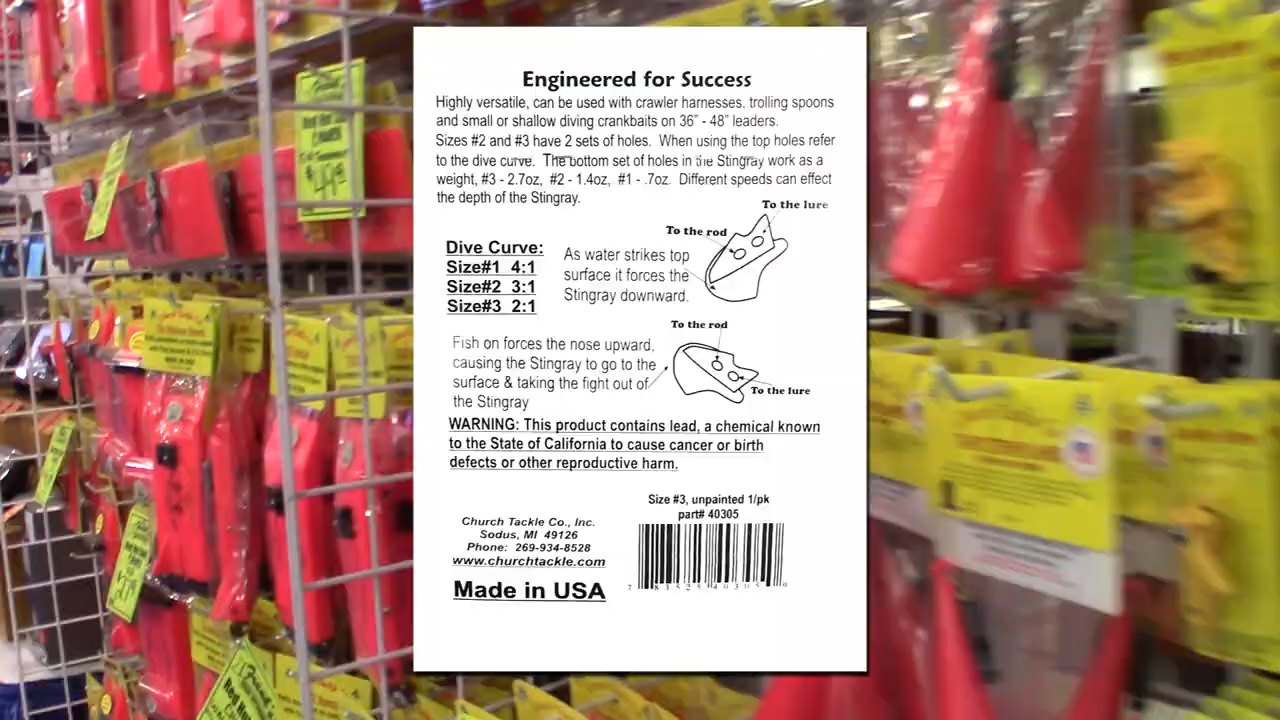 Engineered for Success
Highly versatile, can be used with crawler harnesses, trolling spoons
and small or shallow diving crankbaits on 36" - 48" leaders.
Sizes #2 and #3 have 2 sets of holes. When using the top holes refer
to the dive curve. The bottom set of holes in the Stingray work as a
weight, #3 - 2.7oz, #2 - 1.4oz, #1 - .7oz. Different speeds can effect
the depth of the Stingray.
To the lure
To the rod
Dive Curve:
Size#1 4:1
Size#2 3:1
Size#3 2:1
As water strikes top
surface it forces the
Stingray downward.
To the rod
Fish on forces the nose upward,
causing the Stingray to go to the
surface & taking the fight out of
the Stingray
To the lure
WARNING: This product contains lead, a chemical known
to the State of California to cause cancer or birth
defects or other reproductive harm.
Size #3, unpainted 1/pk
part# 40305
Church Tackle Co., Inc.
Sodus, MI 49126
Phone: 269-934-8528
www.churchtackle.com
Made in USA